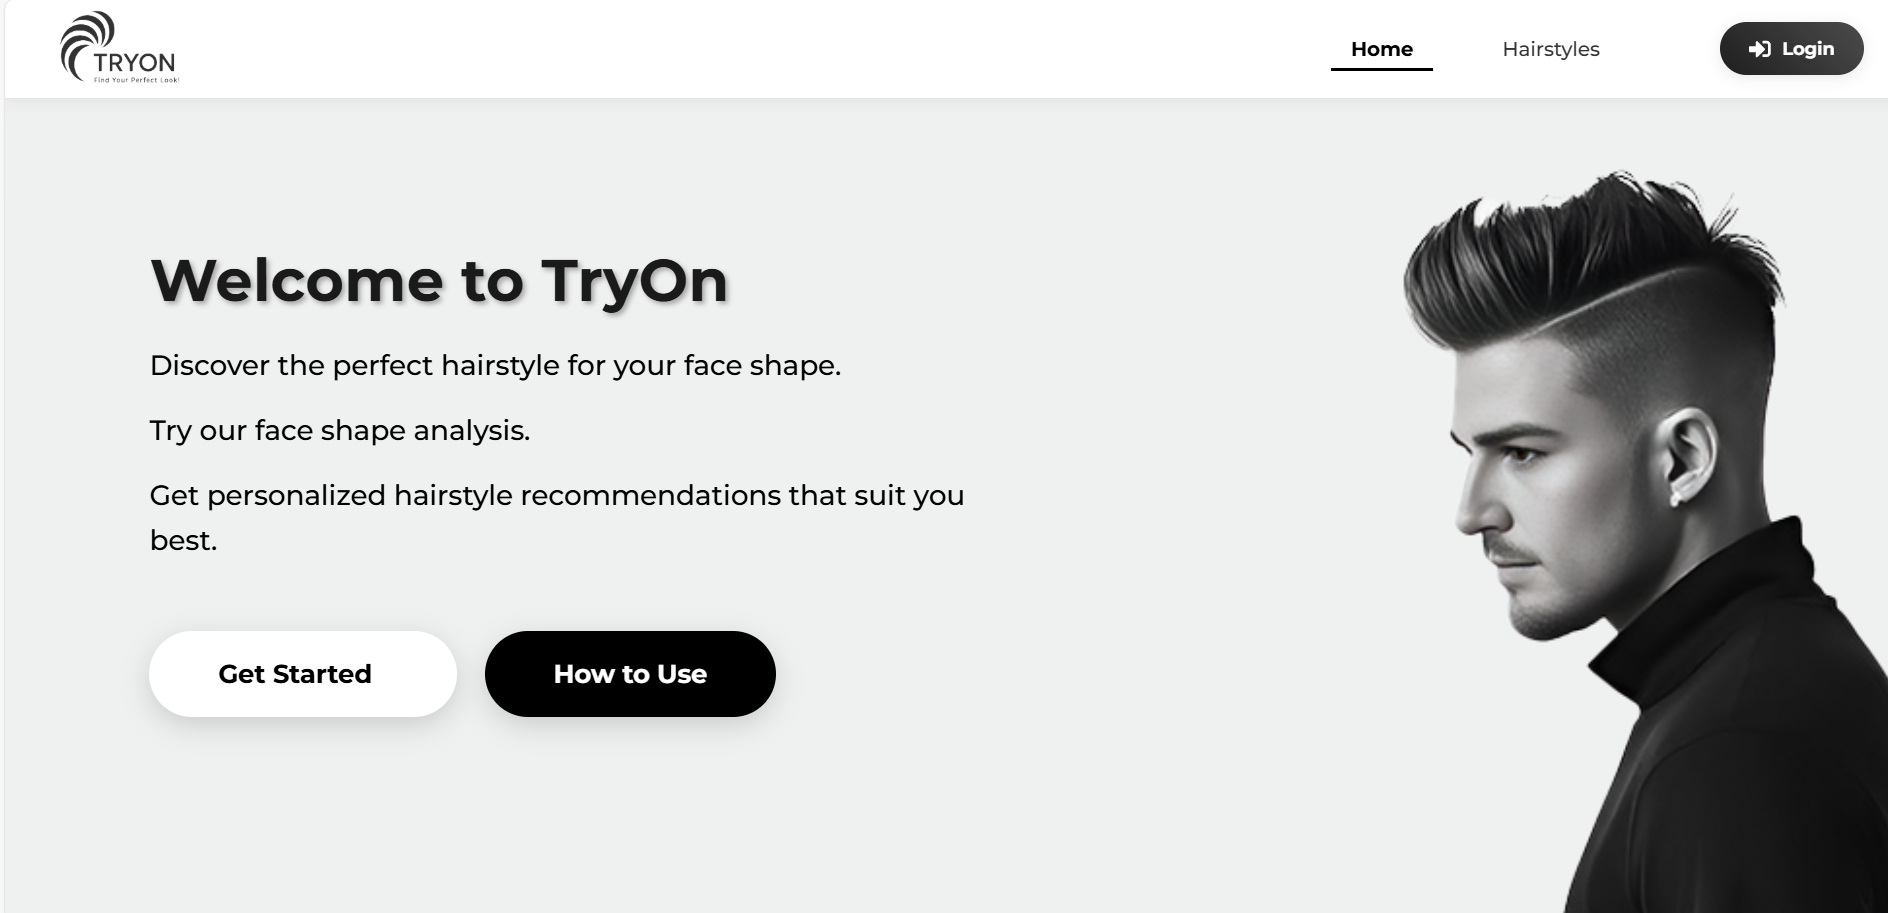 TRYON
Find Your Perfect Look!
Home
Hairstyles
Login
Welcome to TryOn
Discover the perfect hairstyle for your face shape.
Try our face shape analysis.
Get personalized hairstyle recommendations that suit you
best.
Get Started
How to Use